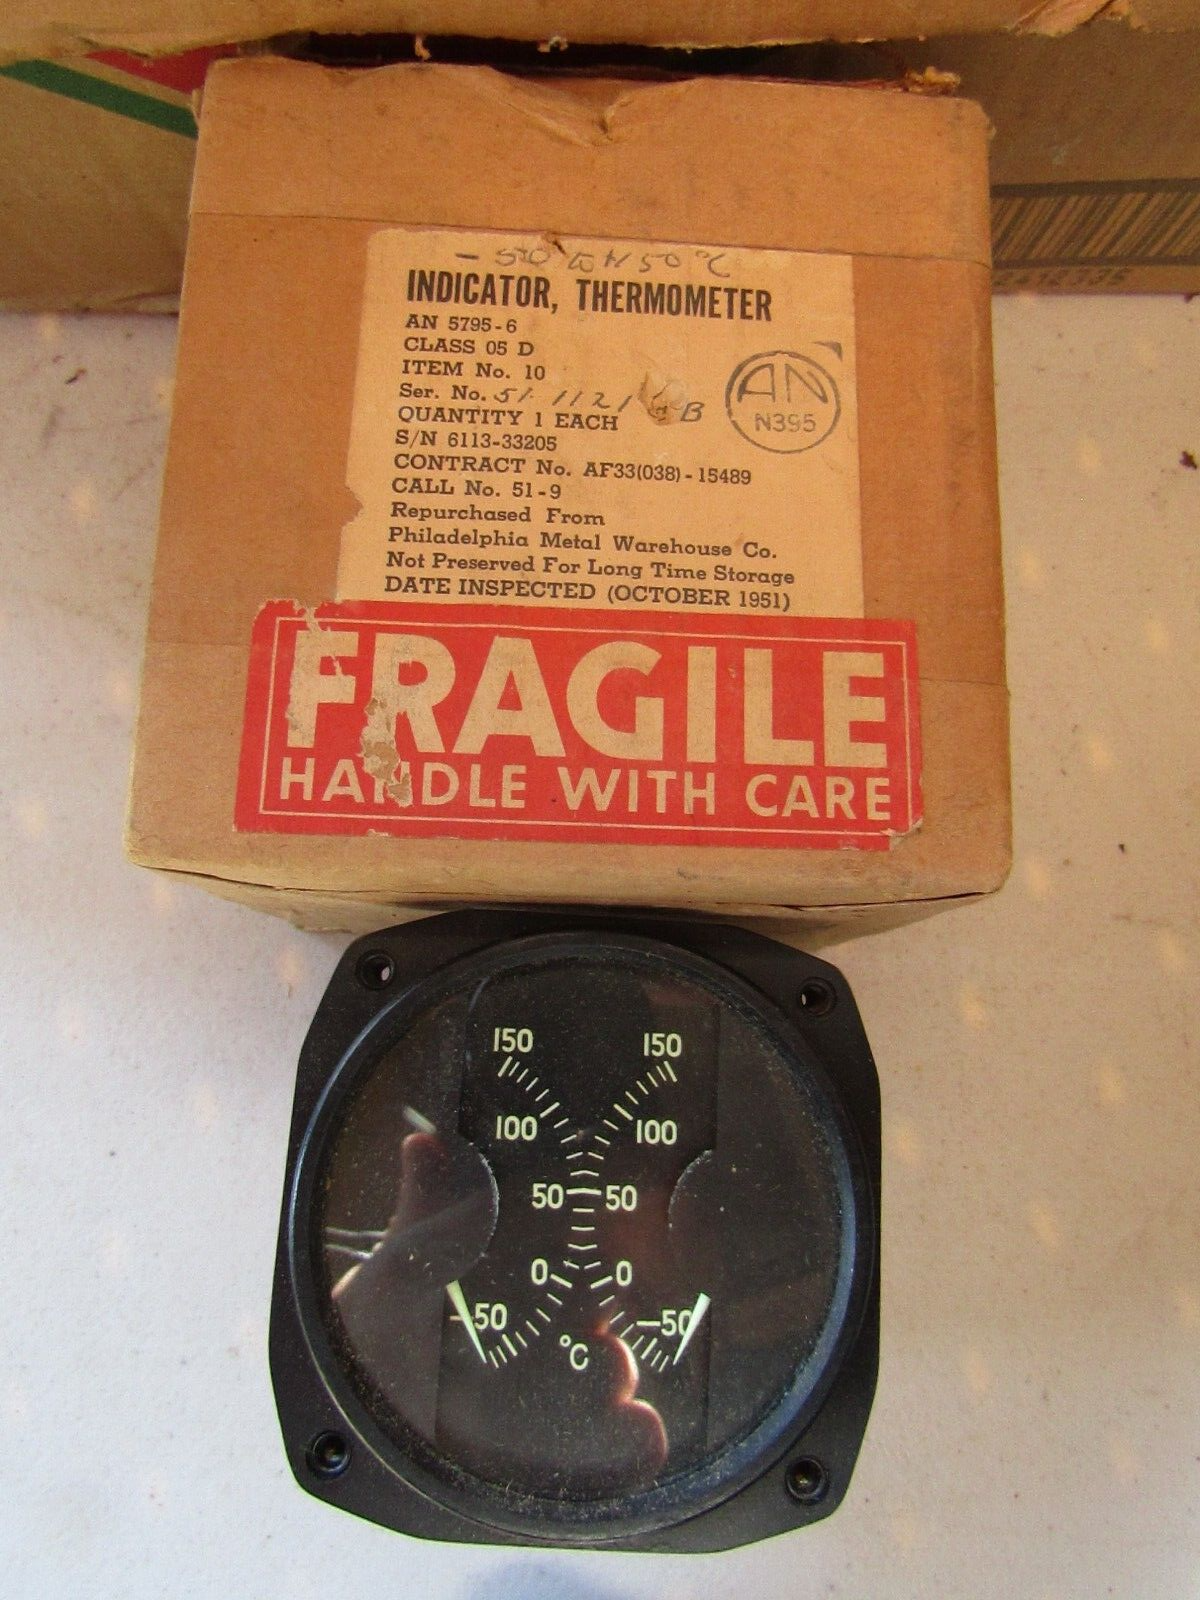 INDICATOR, THERMOMETER
AN 5795-6
CLASS 05 D
ITEM No. 10
Ser. No. 51-1121 B
AN
N395
QUANTITY 1 EACH
S/N 6113-33205
CONTRACT No. AF33(038)-15489
CALL No. 51-9
Repurchased From
Philadelphia Metal Warehouse Co.
Not Preserved For Long Time Storage
DATE INSPECTED (OCTOBER 1951)
FRAGILE
HANDLE WITH CARE
150 150
100 100
50 50
0 0
-50 -50
°C